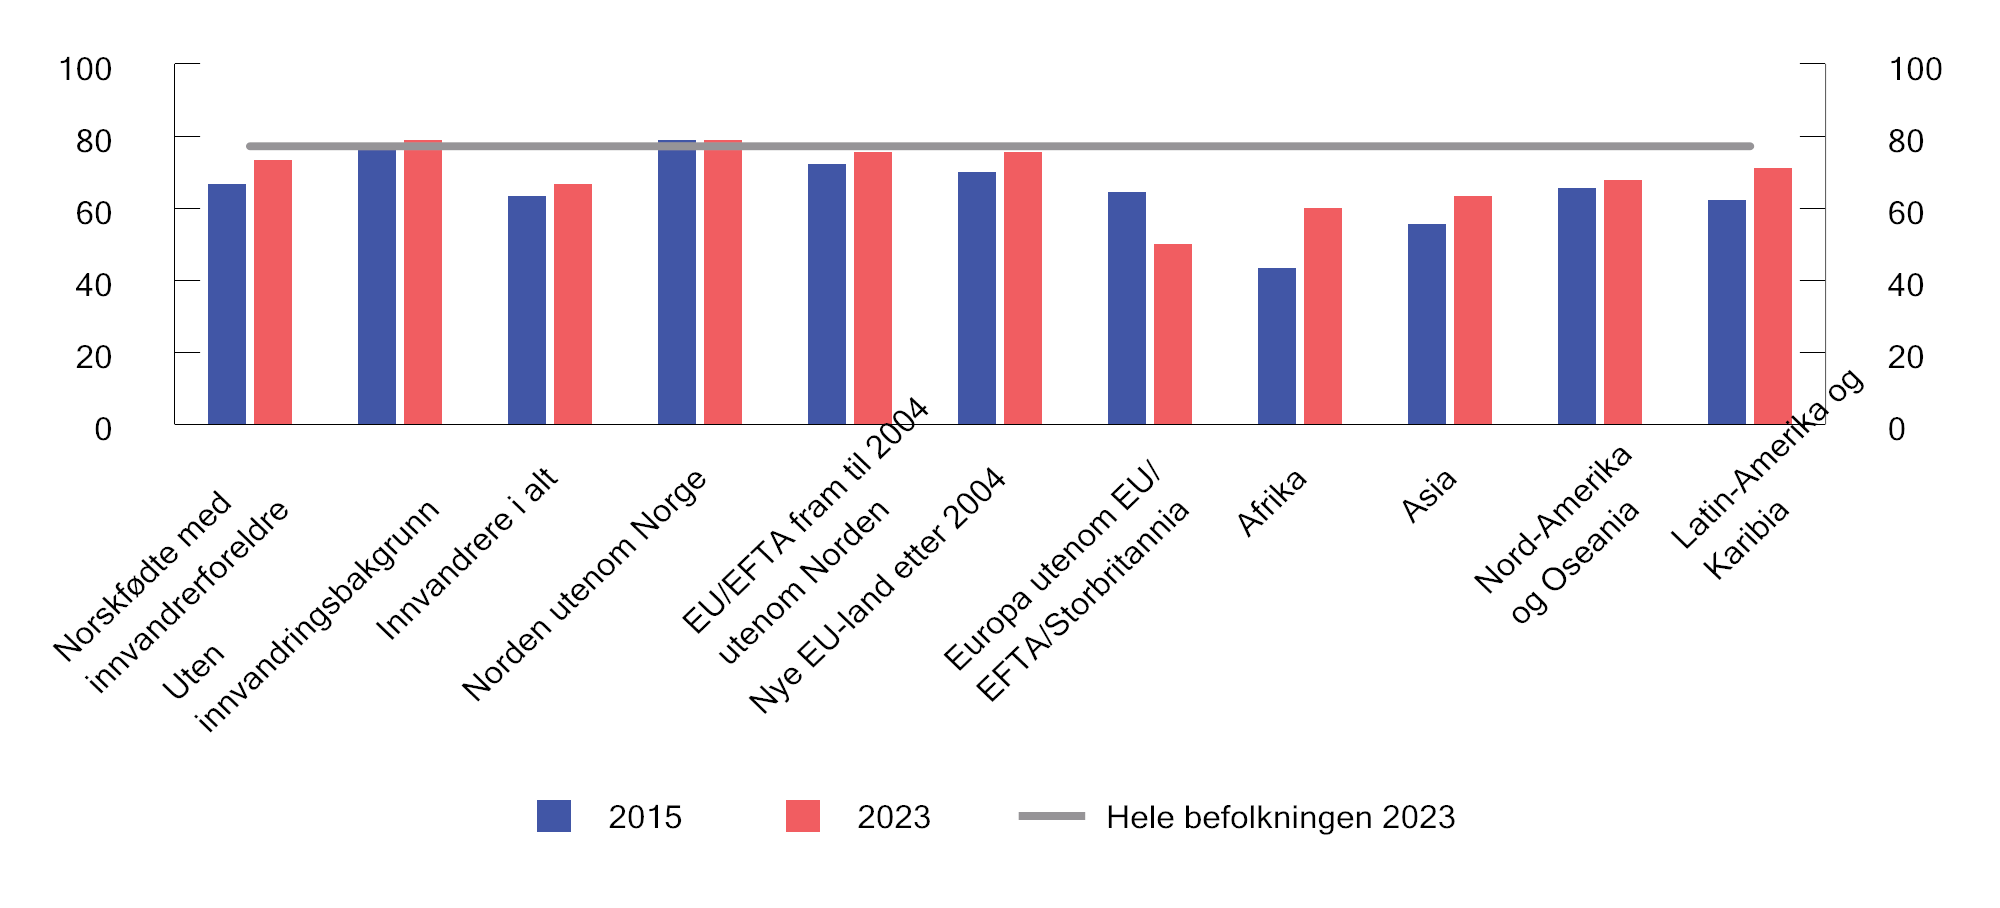 100
80
60
40
20
0
100
80
60
40
20
0
Norskfødte med
innvandrerforeldre
Uten
innvandringsbakgrunn
Innvandrere i alt
Norden utenom Norge
EU/EFTA fram til 2004
utenom Norden
Nye EU-land etter 2004
Europa utenom EU/
EFTA/Storbritannia
Afrika
Asia
Nord-Amerika
og Oseania
Latin-Amerika og
Karibia
2015
2023
Hele befolkningen 2023